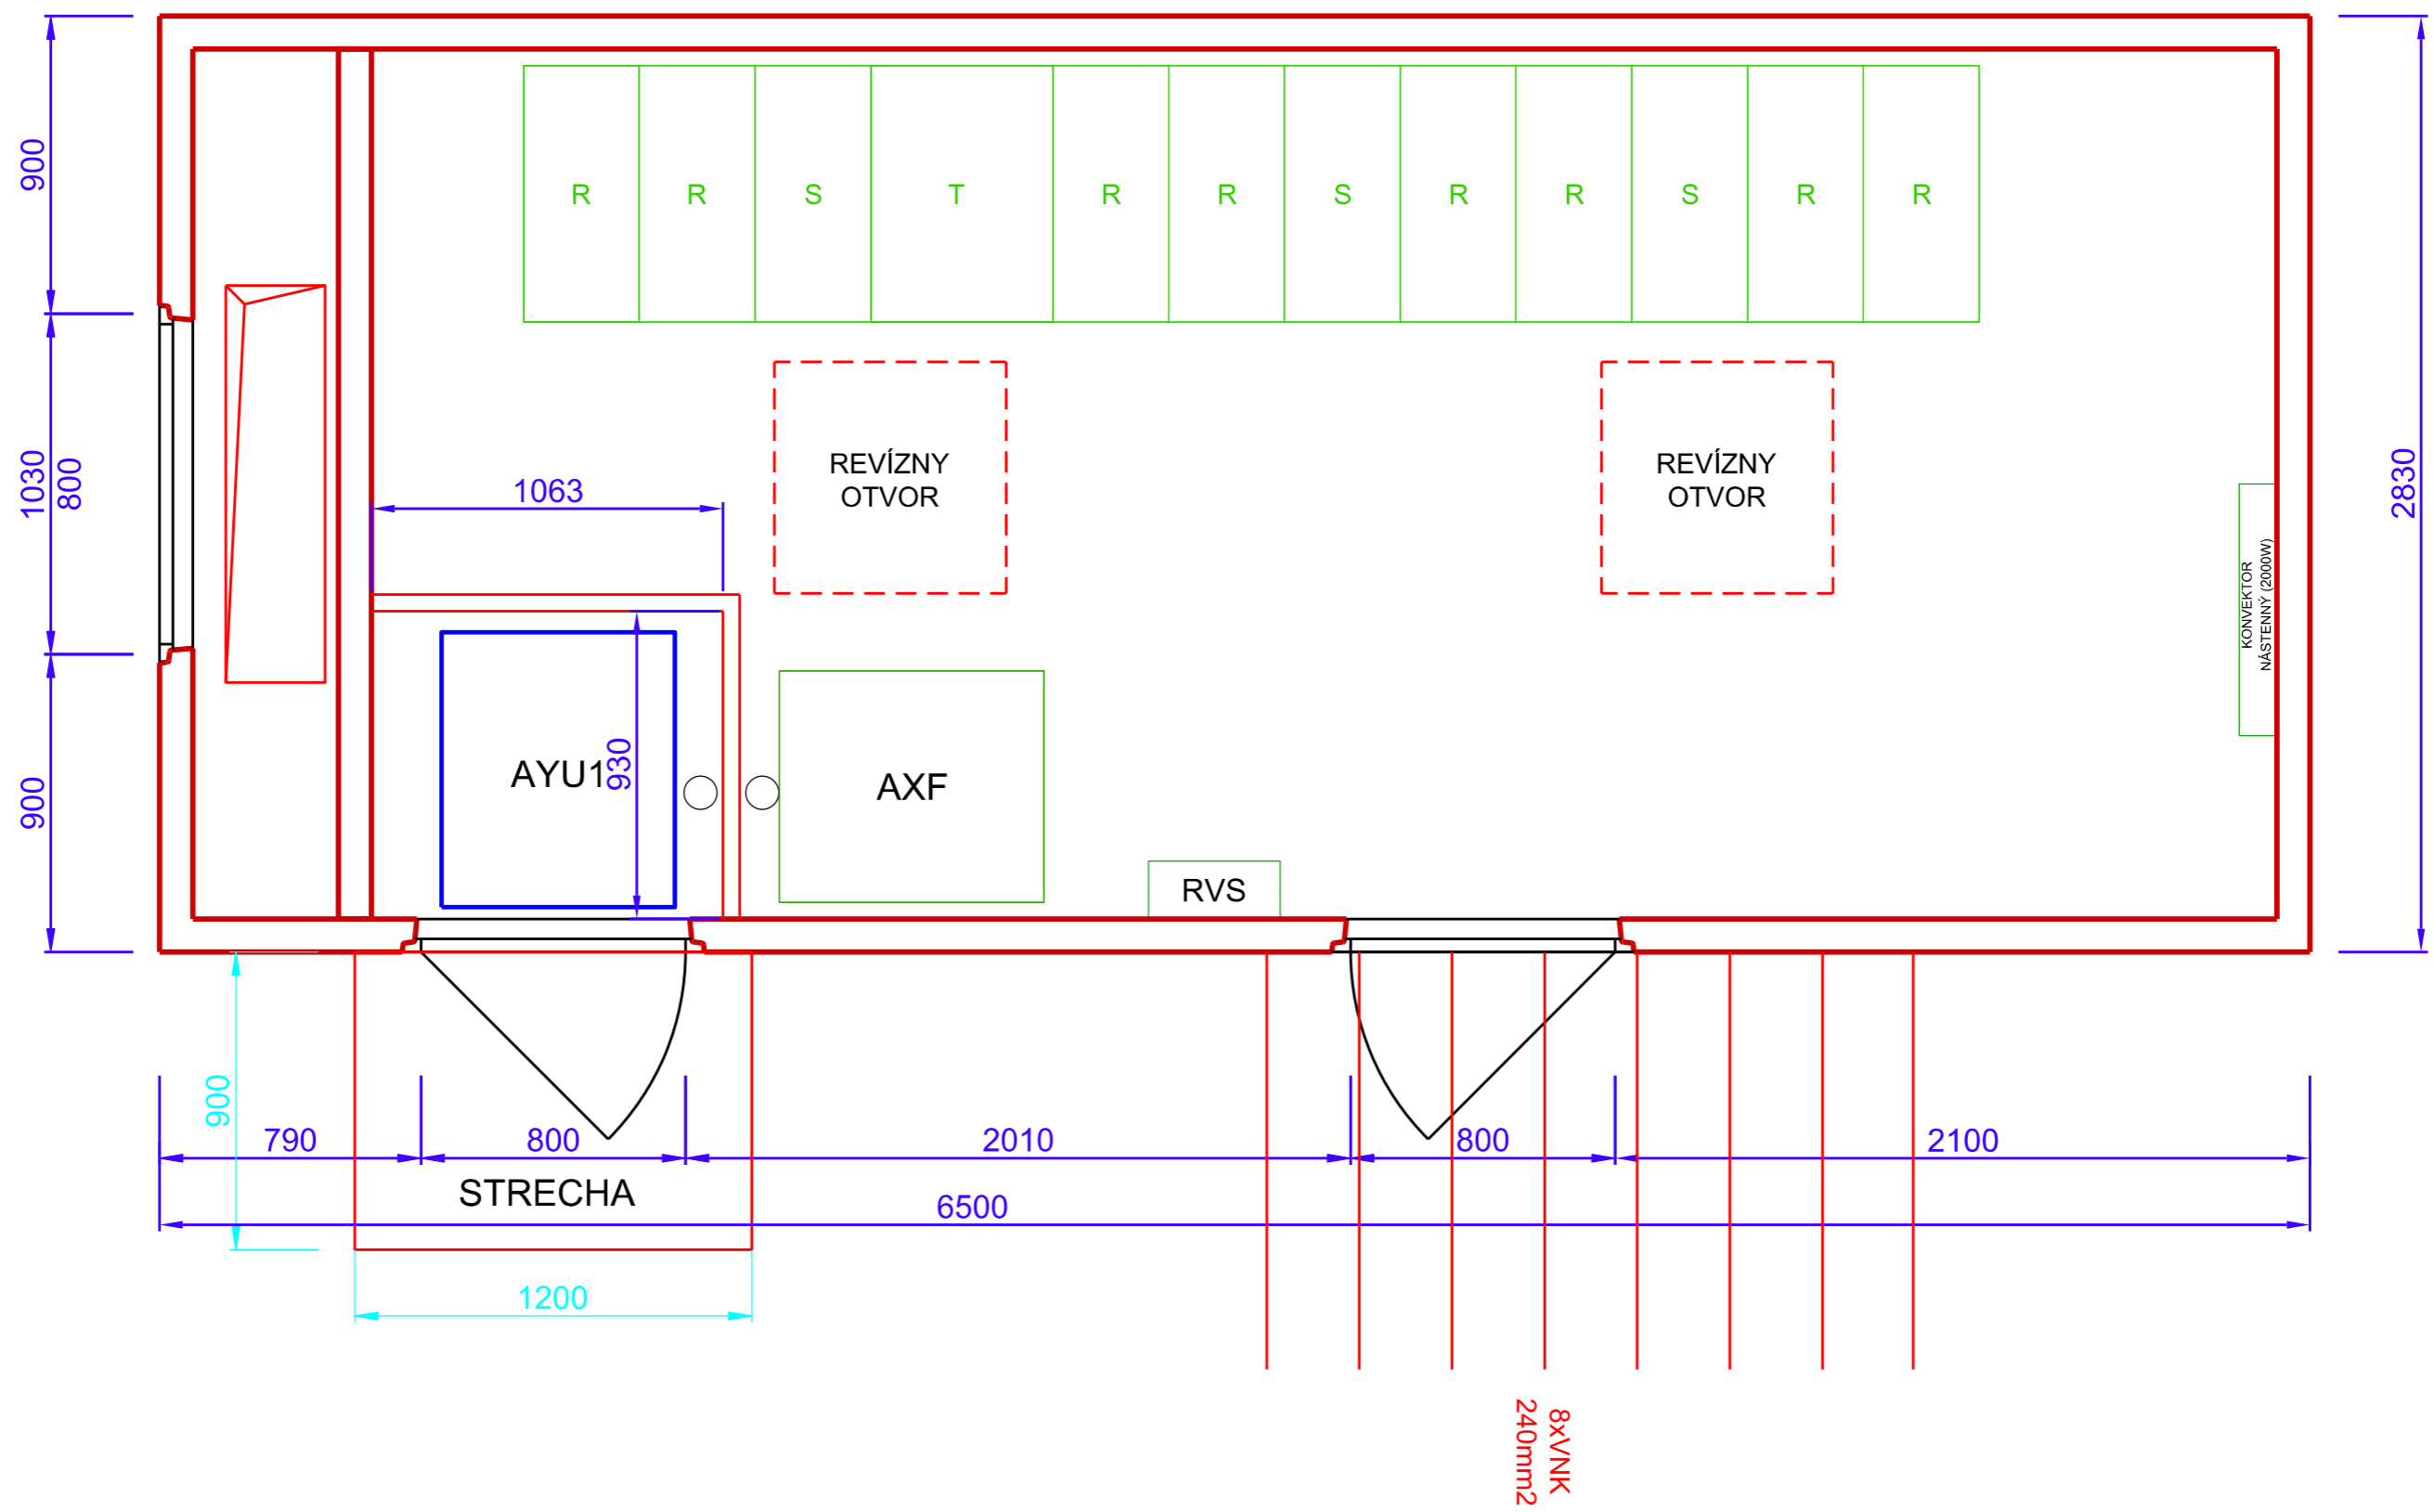 R R S T R R S R R S R R
900
1030
800
900
2830
1063
930
REVÍZNY
OTVOR
REVÍZNY
OTVOR
KONVEKTOR
NÁSTENNÝ (2000W)
AYU1
AXF
RVS
900
790
800
2010
800
2100
STRECHA
6500
1200
8xVNK
240mm2